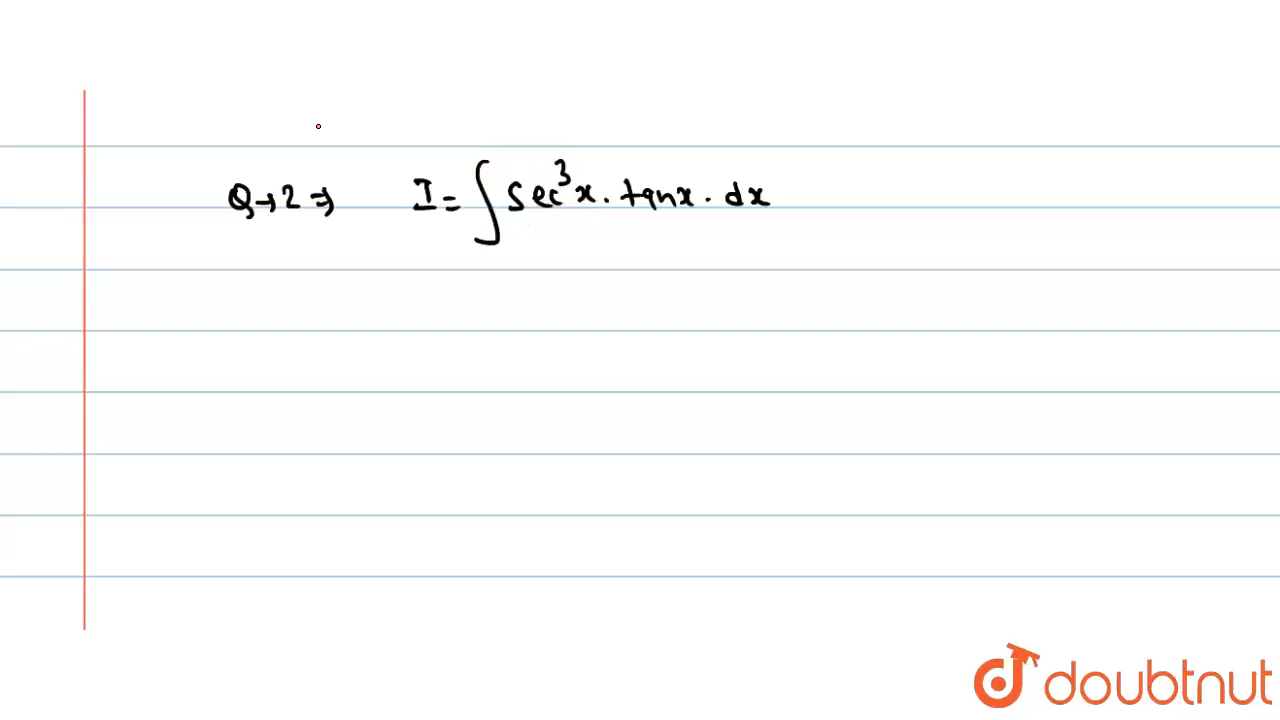 Q→2⇒ I = ∫ Sec³x . tanx . dx
doubtnut